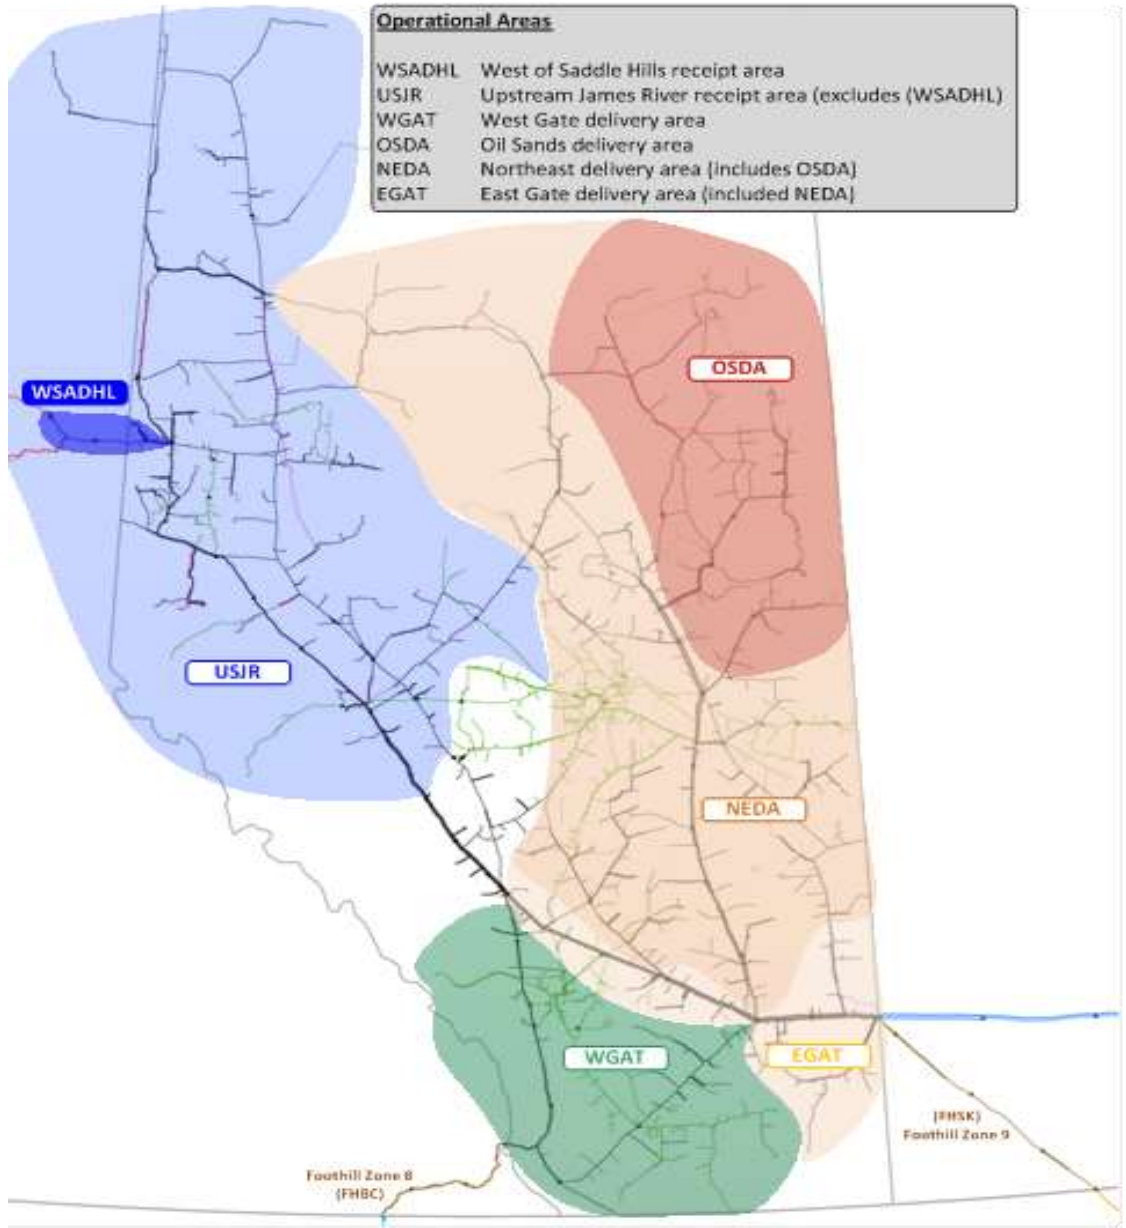 Operational Areas
WSADHL West of Saddle Hills receipt area
USJR Upstream James River receipt area (excludes (WSADHL)
WGAT West Gate delivery area
OSDA Oil Sands delivery area
NEDA Northeast delivery area (includes OSDA)
EGAT East Gate delivery area (included NEDA)
OSDA
WSADHL
USJR
NEDA
WGAT
EGAT
(FHSK)
Foothill Zone 9
Foothill Zone 8
(FHBC)